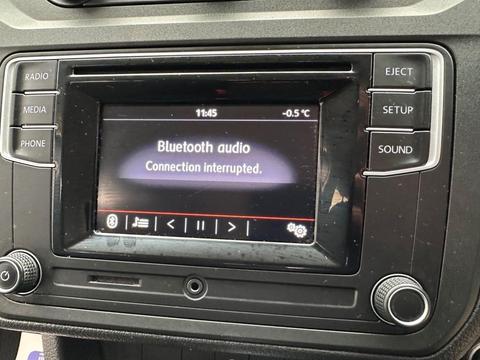 RADIO
MEDIA
PHONE
EJECT
SETUP
SOUND
11:45
-0.5 °C
Bluetooth audio
Connection interrupted.